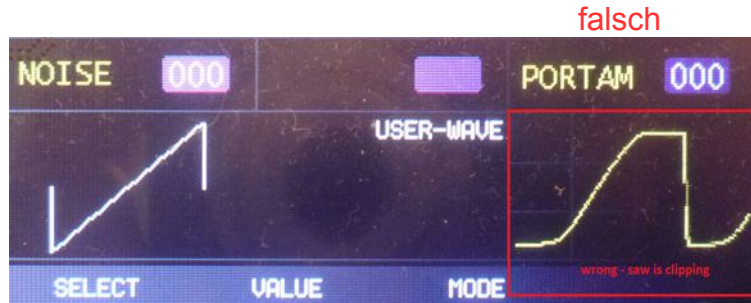 falsch
NOISE 000 PORTAM 000
USER-WAVE
wrong - saw is clipping
SELECT VALUE MODE